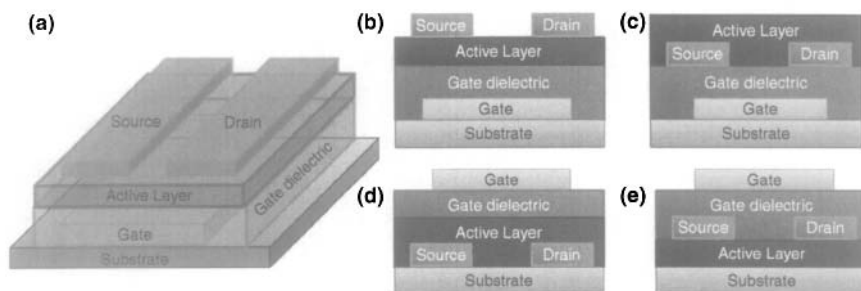 (a)
Source
Drain
Active Layer
Gate dielectric
Gate
Substrate
(b)
Source
Drain
Active Layer
Gate dielectric
Gate
Substrate
(c)
Active Layer
Source
Drain
Gate dielectric
Gate
Substrate
(d)
Gate
Gate dielectric
Active Layer
Source
Drain
Substrate
(e)
Gate
Gate dielectric
Source
Drain
Active Layer
Substrate